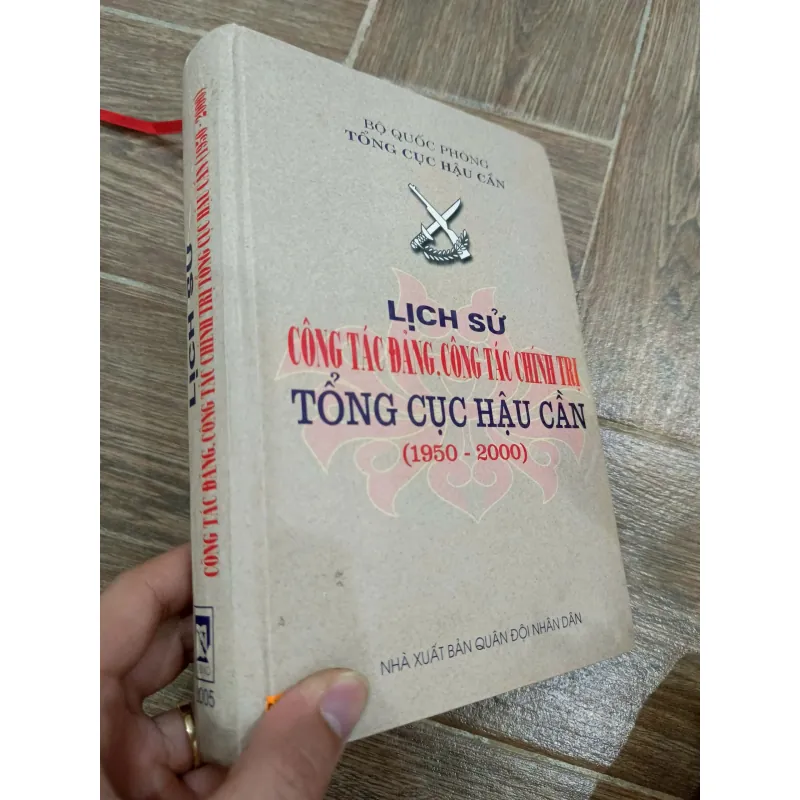 BỘ QUỐC PHÒNG
TỔNG CỤC HẬU CẦN
LỊCH SỬ
CÔNG TÁC ĐẢNG, CÔNG TÁC CHÍNH TRỊ
TỔNG CỤC HẬU CẦN
(1950 - 2000)
NHÀ XUẤT BẢN QUÂN ĐỘI NHÂN DÂN
LỊCH SỬ
CÔNG TÁC ĐẢNG, CÔNG TÁC CHÍNH TRỊ TỔNG CỤC HẬU CẦN (1950 - 2000)